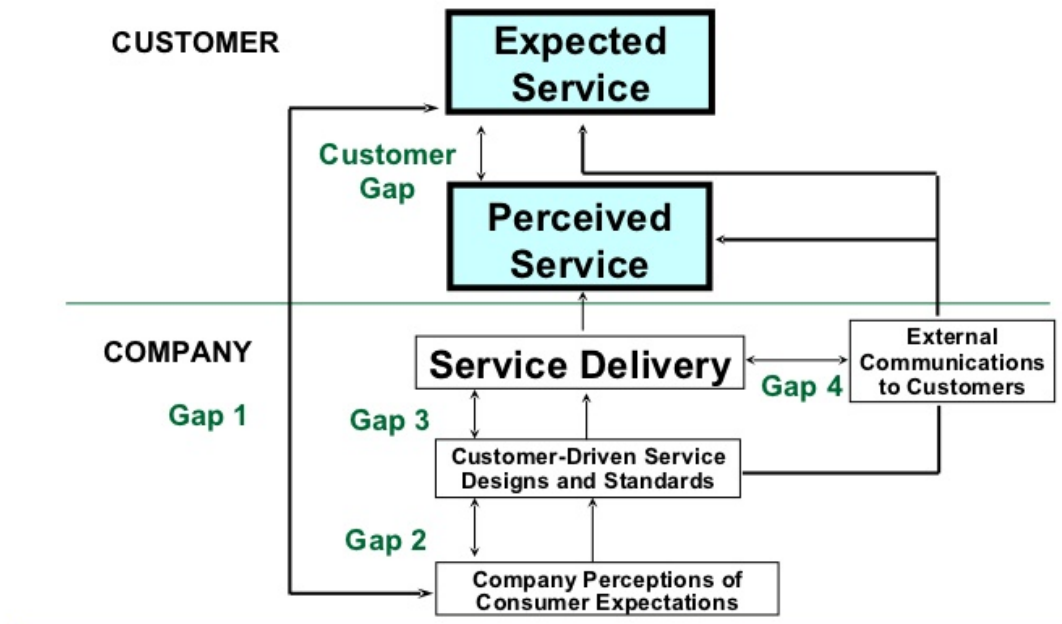 CUSTOMER
Expected
Service
Customer
Gap
Perceived
Service
COMPANY
Service Delivery
External
Communications
to Customers
Gap 4
Gap 1
Gap 3
Customer-Driven Service
Designs and Standards
Gap 2
Company Perceptions of
Consumer Expectations